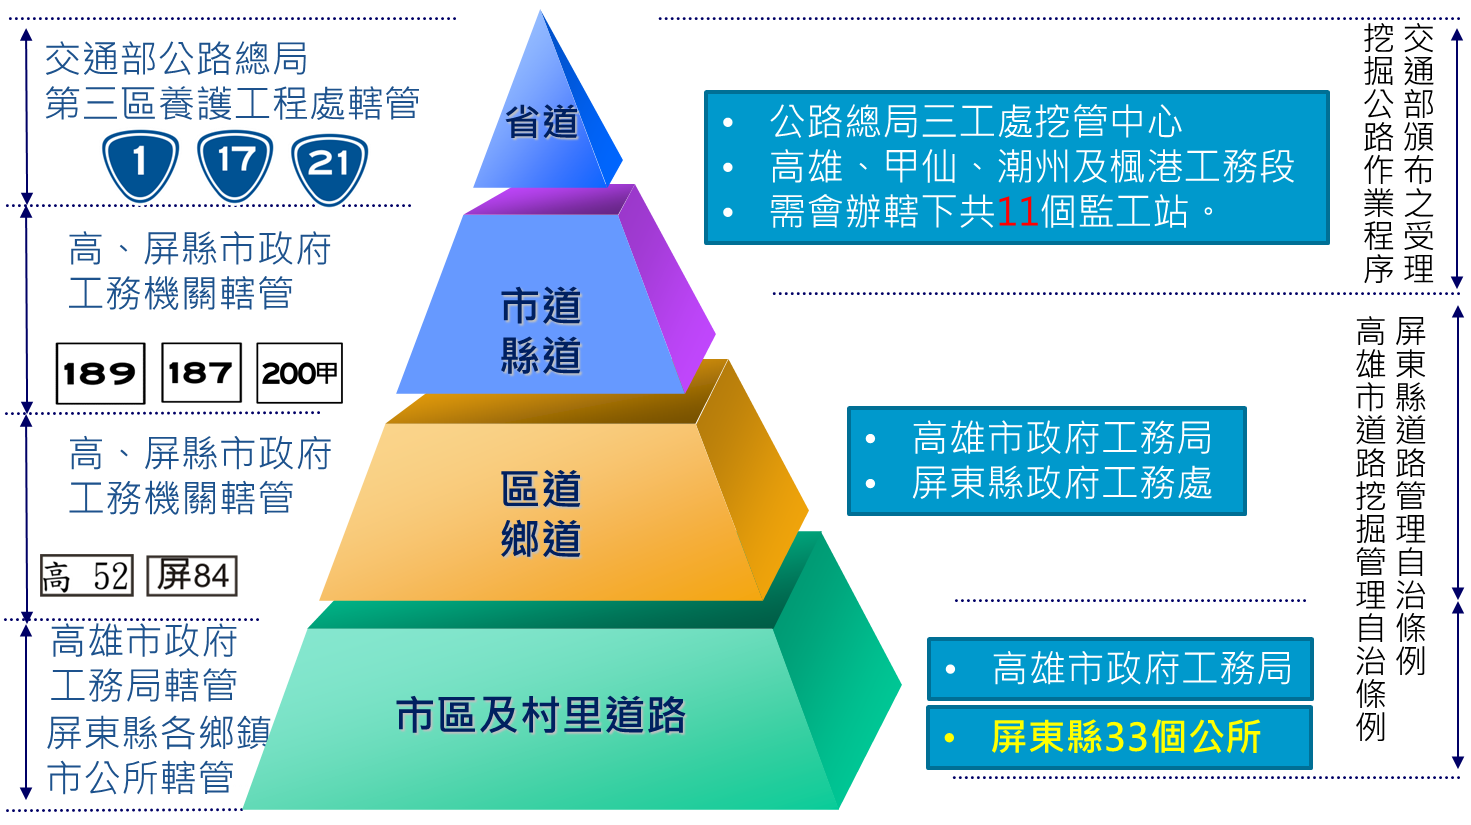 交通部公路總局
第三區養護工程處轄管
1
17
21
高、屏縣市政府
工務機關轄管
189
187
200甲
高、屏縣市政府
工務機關轄管
高 52
屏84
高雄市政府
工務局轄管
屏東縣各鄉鎮
市公所轄管
省道
市道
縣道
區道
鄉道
市區及村里道路
• 公路總局三工處挖管中心
• 高雄、甲仙、潮州及楓港工務段
• 需會辦轄下共11個監工站。
• 高雄市政府工務局
• 屏東縣政府工務處
• 高雄市政府工務局
• 屏東縣33個公所
交通部頒布之受理
挖掘公路作業程序
屏東縣道路管理自治條例
高雄市道路挖掘管理自治條例